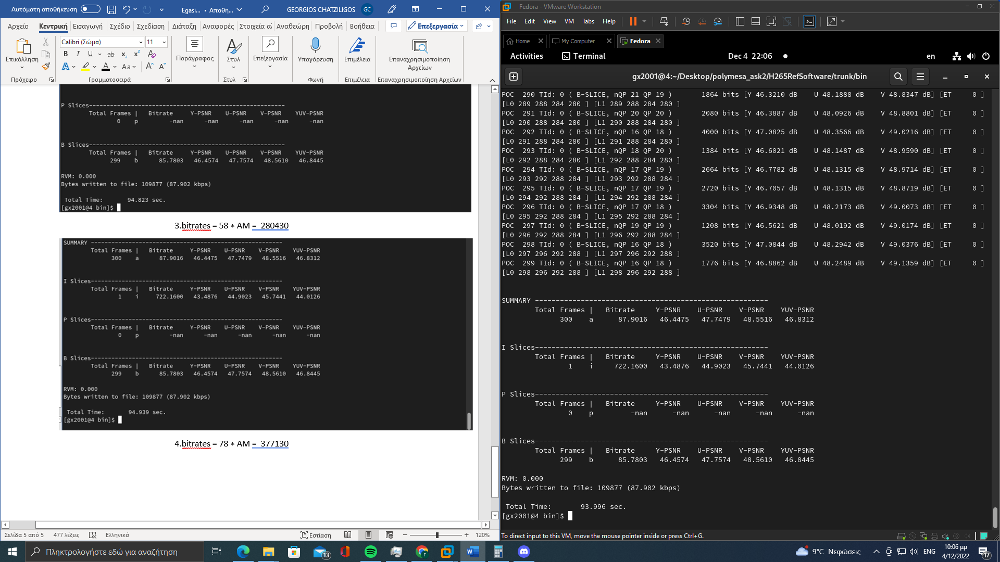 Αυτόματη αποθήκευση
Egasi... • Αποθη...
GEORGIOS CHATZILIGOS
GC
Αρχείο Κεντρική Εισαγωγή Σχέδιο Σχεδίαση Διάταξη Αναφορές Στοιχεία αλ Αναθεώρη Προβολή Βοήθεια Επεξεργασία
Calibri (Σώμα) 11
Επικόλληση
Παράγραφος
Στυλ
Επεξεργασία
Υπαγόρευση
Επιμέλεια
Επαναχρησιμοποίηση Αρχείων
Πρόχειρο Γραμματοσειρά Στυλ Φωνή Επιμέλεια Επαναχρησιμοποίηση Αρχείων
P Slices--------------------------------------------------------
Total Frames | Bitrate Y-PSNR U-PSNR V-PSNR YUV-PSNR
0 p -nan -nan -nan -nan -nan
B Slices--------------------------------------------------------
Total Frames | Bitrate Y-PSNR U-PSNR V-PSNR YUV-PSNR
299 b 85.7803 46.4574 47.7574 48.5610 46.8445
RVM: 0.000
Bytes written to file: 109877 (87.902 kbps)
Total Time: 94.823 sec.
[gx2001@4 bin]$
3.bitrates = 58 * AM = 280430
SUMMARY --------------------------------------------------------
Total Frames | Bitrate Y-PSNR U-PSNR V-PSNR YUV-PSNR
300 a 87.9016 46.4475 47.7479 48.5516 46.8312
I Slices--------------------------------------------------------
Total Frames | Bitrate Y-PSNR U-PSNR V-PSNR YUV-PSNR
1 i 722.1600 43.4876 44.9023 45.7441 44.0126
P Slices--------------------------------------------------------
Total Frames | Bitrate Y-PSNR U-PSNR V-PSNR YUV-PSNR
0 p -nan -nan -nan -nan -nan
B Slices--------------------------------------------------------
Total Frames | Bitrate Y-PSNR U-PSNR V-PSNR YUV-PSNR
299 b 85.7803 46.4574 47.7574 48.5610 46.8445
RVM: 0.000
Bytes written to file: 109877 (87.902 kbps)
Total Time: 94.939 sec.
[gx2001@4 bin]$
4.bitrates = 78 * AM = 377130
Σελίδα 5 από 5 477 λέξεις Ελληνικά Εστίαση 120%
Fedora - VMware Workstation
File Edit View VM Tabs Help
Home My Computer Fedora
Activities Terminal Dec 4 22:06 en
gx2001@4:~/Desktop/polymesa_ask2/H265RefSoftware/trunk/bin
POC 290 TId: 0 ( B-SLICE, nQP 21 QP 19 ) 1864 bits [Y 46.3210 dB U 48.1888 dB V 48.8347 dB] [ET 0 ]
[L0 289 288 284 280 ] [L1 289 288 284 280 ]
POC 291 TId: 0 ( B-SLICE, nQP 20 QP 20 ) 2080 bits [Y 46.3887 dB U 48.0926 dB V 48.8801 dB] [ET 0 ]
[L0 290 288 284 280 ] [L1 290 288 284 280 ]
POC 292 TId: 0 ( B-SLICE, nQP 16 QP 18 ) 4000 bits [Y 47.0825 dB U 48.3566 dB V 49.0216 dB] [ET 0 ]
[L0 291 288 284 280 ] [L1 291 288 284 280 ]
POC 293 TId: 0 ( B-SLICE, nQP 18 QP 20 ) 1384 bits [Y 46.6021 dB U 48.1487 dB V 48.9590 dB] [ET 0 ]
[L0 292 288 284 280 ] [L1 292 288 284 280 ]
POC 294 TId: 0 ( B-SLICE, nQP 17 QP 19 ) 2664 bits [Y 46.7782 dB U 48.1315 dB V 48.9714 dB] [ET 0 ]
[L0 293 292 288 284 ] [L1 293 292 288 284 ]
POC 295 TId: 0 ( B-SLICE, nQP 17 QP 19 ) 2720 bits [Y 46.7057 dB U 48.1315 dB V 48.8719 dB] [ET 0 ]
[L0 294 292 288 284 ] [L1 294 292 288 284 ]
POC 296 TId: 0 ( B-SLICE, nQP 17 QP 18 ) 3304 bits [Y 46.9348 dB U 48.2173 dB V 49.0073 dB] [ET 0 ]
[L0 295 292 288 284 ] [L1 295 292 288 284 ]
POC 297 TId: 0 ( B-SLICE, nQP 19 QP 19 ) 1208 bits [Y 46.5621 dB U 48.0192 dB V 49.0174 dB] [ET 0 ]
[L0 296 292 288 284 ] [L1 296 292 288 284 ]
POC 298 TId: 0 ( B-SLICE, nQP 16 QP 18 ) 3520 bits [Y 47.0844 dB U 48.2942 dB V 49.0376 dB] [ET 0 ]
[L0 297 296 292 288 ] [L1 297 296 292 288 ]
POC 299 TId: 0 ( B-SLICE, nQP 16 QP 18 ) 1776 bits [Y 46.8862 dB U 48.2489 dB V 49.1359 dB] [ET 0 ]
[L0 298 296 292 288 ] [L1 298 296 292 288 ]
SUMMARY --------------------------------------------------------
Total Frames | Bitrate Y-PSNR U-PSNR V-PSNR YUV-PSNR
300 a 87.9016 46.4475 47.7479 48.5516 46.8312
I Slices--------------------------------------------------------
Total Frames | Bitrate Y-PSNR U-PSNR V-PSNR YUV-PSNR
1 i 722.1600 43.4876 44.9023 45.7441 44.0126
P Slices--------------------------------------------------------
Total Frames | Bitrate Y-PSNR U-PSNR V-PSNR YUV-PSNR
0 p -nan -nan -nan -nan -nan
B Slices--------------------------------------------------------
Total Frames | Bitrate Y-PSNR U-PSNR V-PSNR YUV-PSNR
299 b 85.7803 46.4574 47.7574 48.5610 46.8445
RVM: 0.000
Bytes written to file: 109877 (87.902 kbps)
Total Time: 93.996 sec.
[gx2001@4 bin]$
To direct input to this VM, move the mouse pointer inside or press Ctrl+G.
Πληκτρολογήστε εδώ για αναζήτηση
13
9°C Νεφώσεις
ENG
10:06 μμ
4/12/2022
17